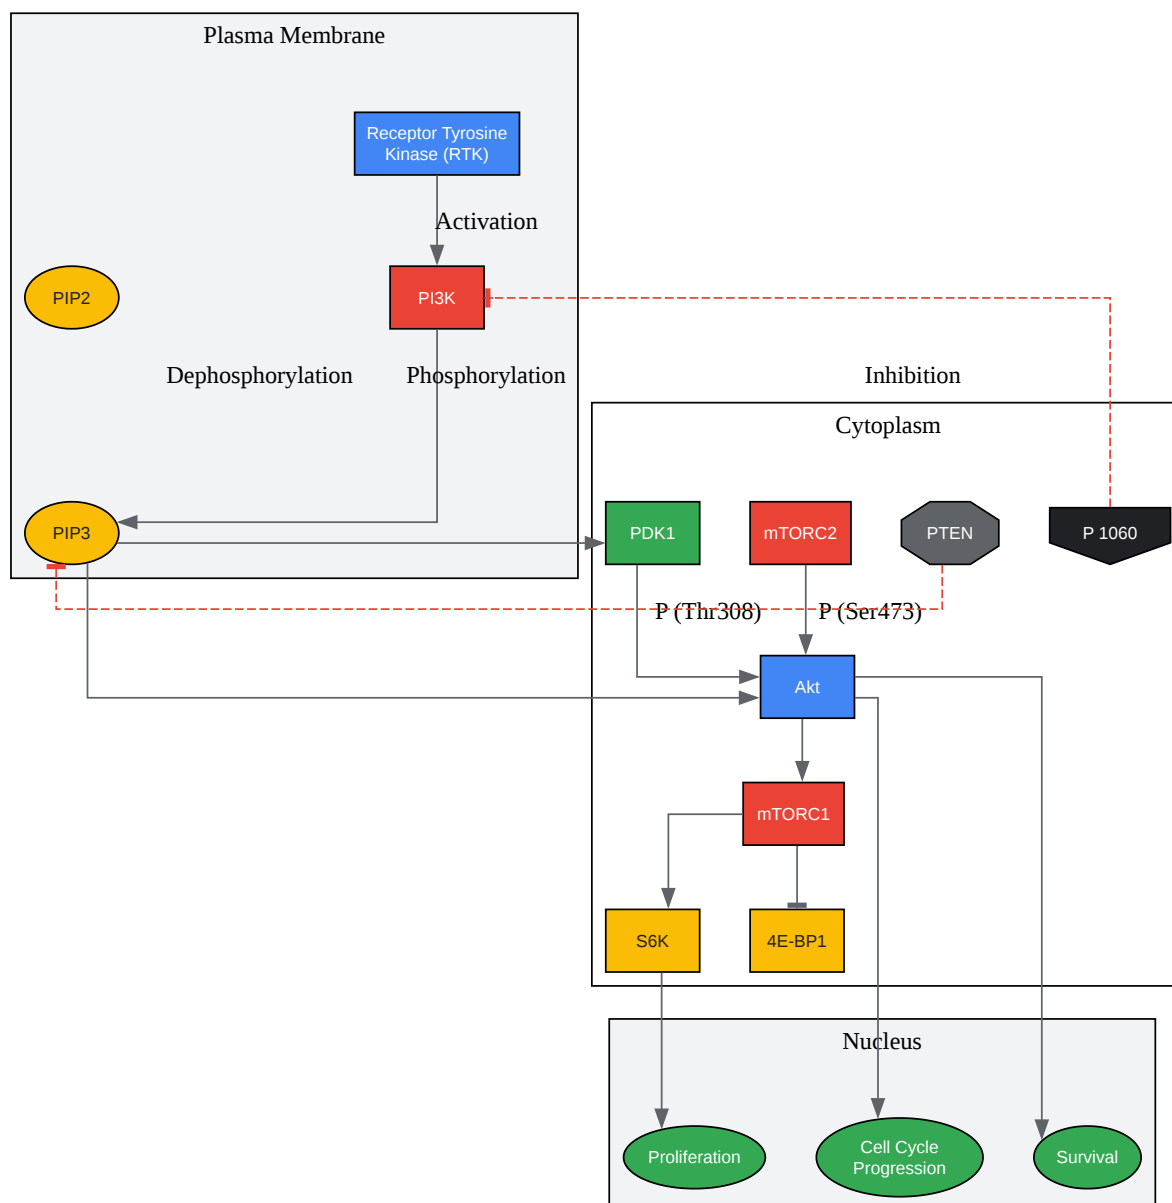 Plasma Membrane
Receptor Tyrosine
Kinase (RTK)
Activation
PIP2
PI3K
Dephosphorylation
Phosphorylation
Inhibition
Cytoplasm
PIP3
PDK1
mTORC2
PTEN
P 1060
P (Thr308)
P (Ser473)
Akt
mTORC1
S6K
4E-BP1
Nucleus
Proliferation
Cell Cycle
Progression
Survival